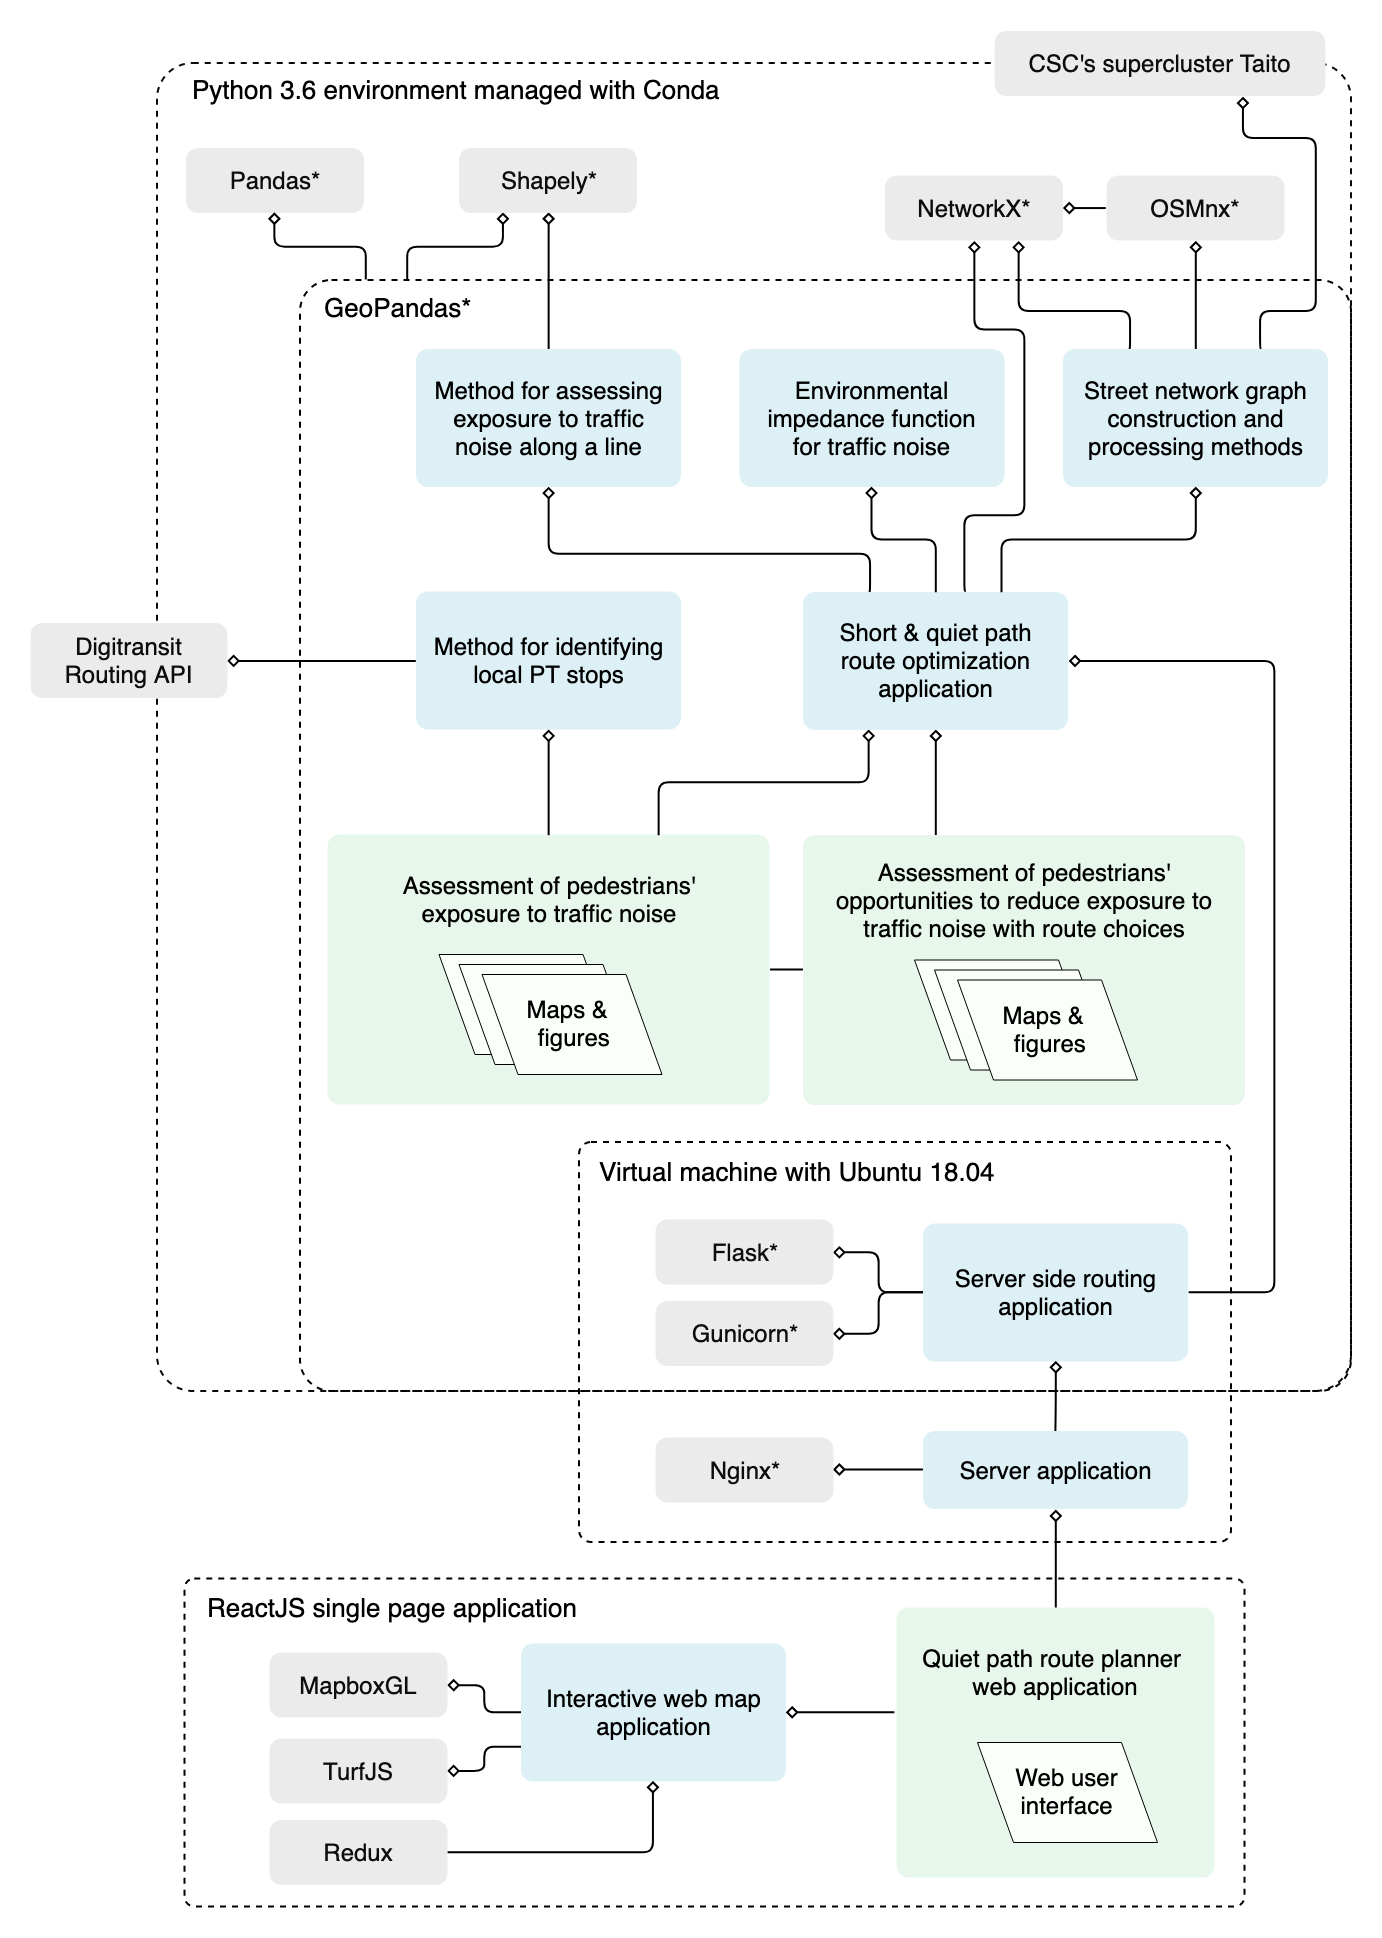 CSC's supercluster Taito
Python 3.6 environment managed with Conda
Pandas*
Shapely*
NetworkX*
OSMnx*
GeoPandas*
Method for assessing
exposure to traffic
noise along a line
Environmental
impedance function
for traffic noise
Street network graph
construction and
processing methods
Digitransit
Routing API
Method for identifying
local PT stops
Short & quiet path
route optimization
application
Assessment of pedestrians'
exposure to traffic noise
Maps &
figures
Assessment of pedestrians'
opportunities to reduce exposure to
traffic noise with route choices
Maps &
figures
Virtual machine with Ubuntu 18.04
Flask*
Gunicorn*
Server side routing
application
Nginx*
Server application
ReactJS single page application
MapboxGL
TurfJS
Redux
Interactive web map
application
Quiet path route planner
web application
Web user
interface